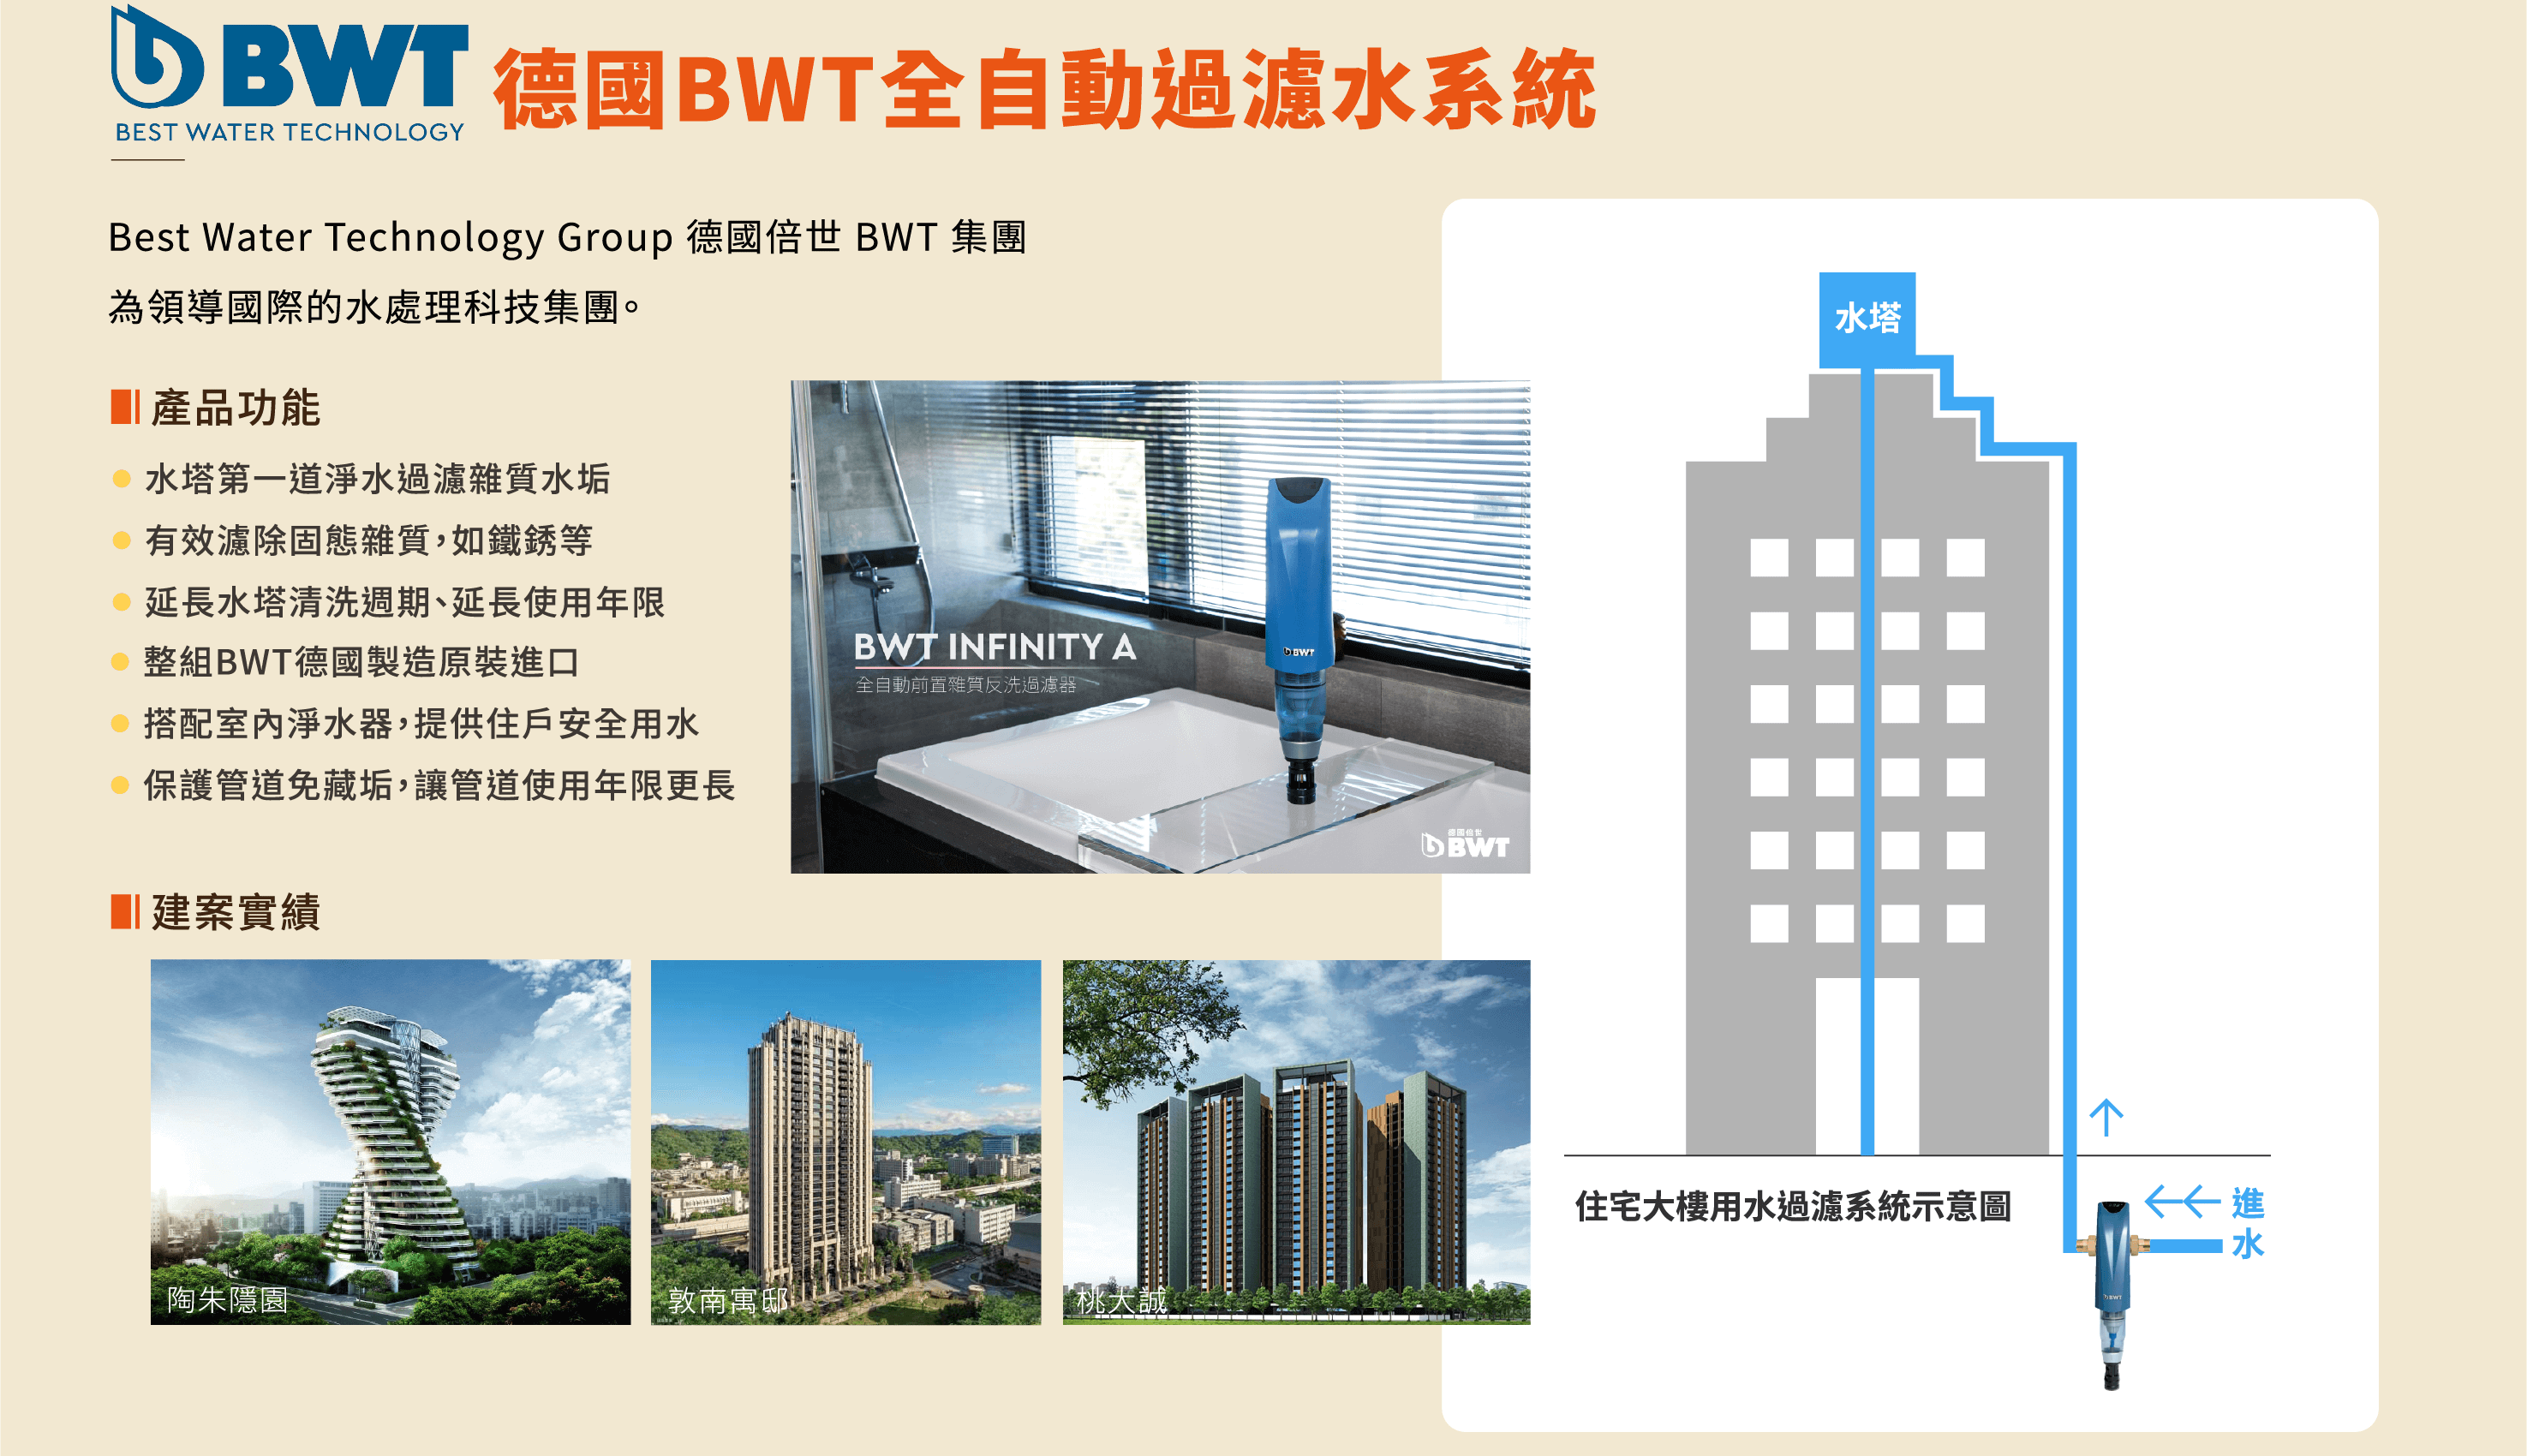 BWT
BEST WATER TECHNOLOGY
德國BWT全自動過濾水系統
Best Water Technology Group 德國倍世 BWT 集團
為領導國際的水處理科技集團。
產品功能
水塔第一道淨水過濾雜質水垢
有效濾除固態雜質，如鐵銹等
延長水塔清洗週期、延長使用年限
整組BWT德國製造原裝進口
搭配室內淨水器，提供住戶安全用水
保護管道免藏垢，讓管道使用年限更長
BWT INFINITY A
全自動前置雜質反洗過濾器
BWT
德國倍世
BWT
建案實績
陶朱隱園
敦南寓邸
桃大誠
水塔
住宅大樓用水過濾系統示意圖
進水
BWT